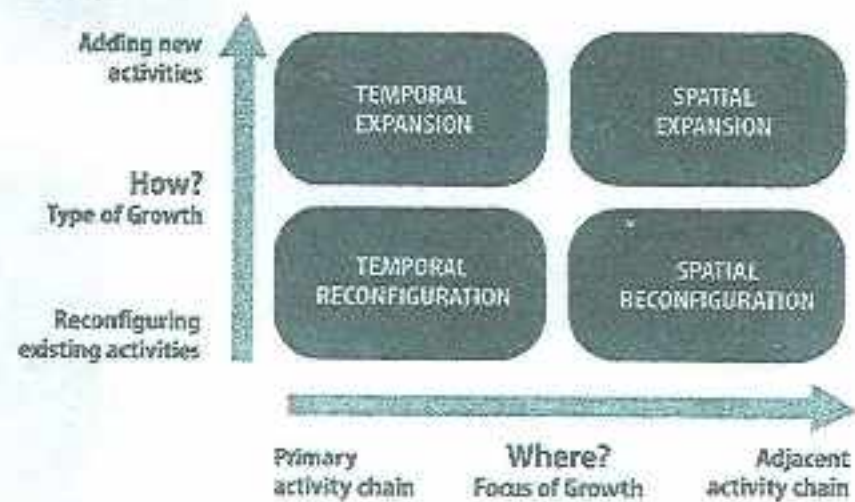 Adding new
activities
TEMPORAL
EXPANSION
SPATIAL
EXPANSION
How?
Type of Growth
TEMPORAL
RECONFIGURATION
SPATIAL
RECONFIGURATION
Reconfiguring
existing activities
Primary
activity chain
Where?
Focus of Growth
Adjacent
activity chain